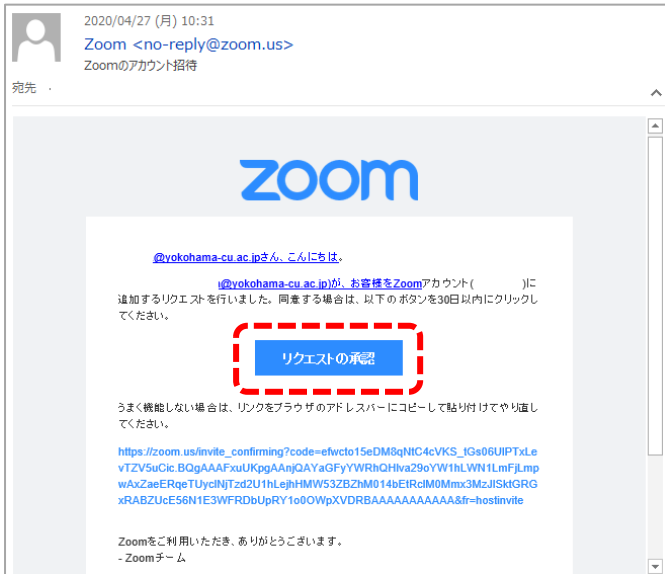 2020/04/27 (月) 10:31
Zoom <no-reply@zoom.us>
Zoomのアカウント招待
宛先
zoom
@yokohama-cu.ac.jpさん、こんにちは。
@yokohama-cu.ac.jp)が、お客様をZoomアカウント( )に
追加するリクエストを行いました。同意する場合は、以下のボタンを30日以内にクリックし
てください。
リクエストの承認
うまく機能しない場合は、リンクをブラウザのアドレスバーにコピーして貼り付けてやり直し
てください。
https://zoom.us/invite_confirming?code=efwcto15eDM8qNtC4cVKS_tGs06UIPTxLe
vTZV5uCic.BQgAAAFxuUKpgAAnjQAYaGFyYWRhQHlva29oYW1hLWN1LmFjLmp
wAxZaeERqeTUyclNjTzd2U1hLejhHMW53ZBZhM014bEtRclM0Mmx3MzJISktGRG
xRABZUcE56N1E3WFRDbUpRY1o0OWpXVDRBAAAAAAAAAAA&fr=hostinvite
Zoomをご利用いただき、ありがとうございます。
- Zoomチーム